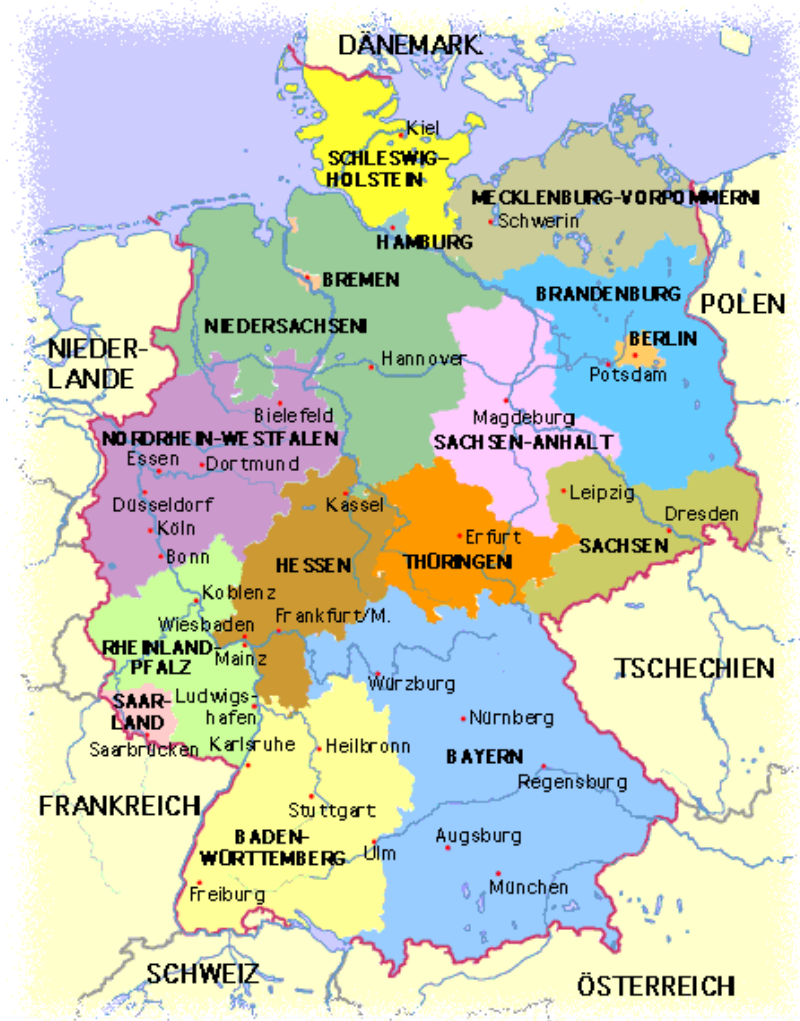 DÄNEMARK
Kiel
SCHLESWIG-
HOLSTEIN
MECKLENBURG-VORPOMMERNI
Schwerin
HAMBURG
BREMEN
BRANDENBURG
POLEN
NIEDERSACHSENI
BERLIN
NIEDER-
LANDE
Hannover
Potsdam
Bielefeld
Magdeburg
NORDRHEIN-WESTFALEN
SACHSEN-ANHALT
Essen
Dortmund
Leipzig
Düsseldorf
Kassel
Dresden
Köln
Erfurt
SACHSEN
Bonn
HESSEN
THÜRINGENI
Koblenz
Wiesbaden
Frankfurt/M.
RHEINLAND-
PFALZ
Mainz
TSCHECHIEN
Würzburg
SAAR-
LAND
Ludwigs-
hafen
Nürnberg
Saarbrücken
Karlsruhe
Heilbronn
BAYERN
Regensburg
FRANKREICH
Stuttgart
BADEN-
WÜRTTEMBERG
Ulm
Augsburg
Freiburg
München
SCHWEIZ
ÖSTERREICH